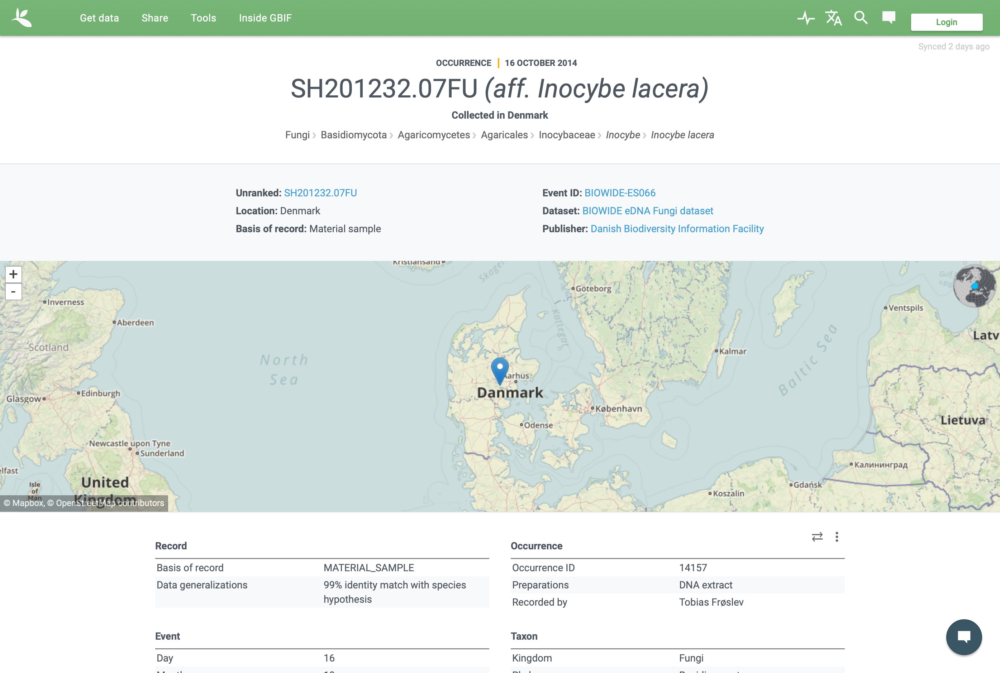 Get data Share Tools Inside GBIF Login
Synced 2 days ago
OCCURRENCE 16 OCTOBER 2014
SH201232.07FU (aff. Inocybe lacera)
Collected in Denmark
Fungi › Basidiomycota › Agaricomycetes › Agaricales › Inocybaceae › Inocybe › Inocybe lacera
Unranked: SH201232.07FU
Location: Denmark
Basis of record: Material sample
Event ID: BIOWIDE-ES066
Dataset: BIOWIDE eDNA Fungi dataset
Publisher: Danish Biodiversity Information Facility
+
-
Kristiansand
Göteborg
Inverness
Ventspils
Aberdeen
Latv
Scotland
Kattegat
Kalmar
North
Sea
Baltic Sea
Aarhus
Danmark
Edinburgh
Glasgow
København
Lietuva
Odense
Newcastle upon Tyne
Sunderland
Калининград
elfast
United
Kingdom
Isle
of
Man
Gdańsk
Koszalin
© Mapbox, © OpenStreetMap contributors
Record
Basis of record MATERIAL_SAMPLE
Data generalizations 99% identity match with species
hypothesis
Occurrence
Occurrence ID 14157
Preparations DNA extract
Recorded by Tobias Frøslev
Event
Day 16
Taxon
Kingdom Fungi